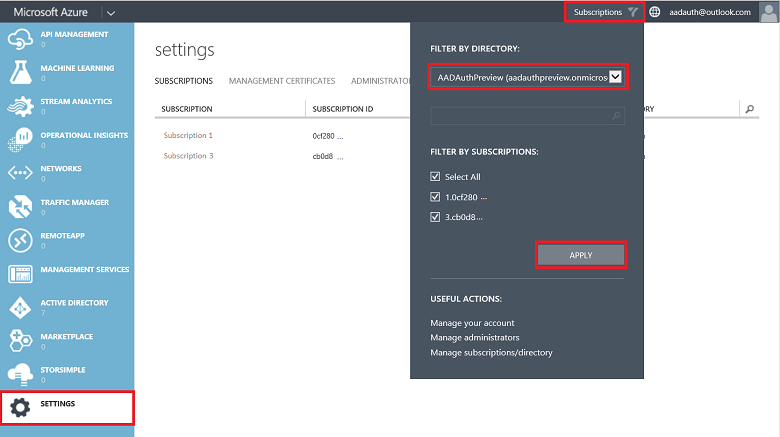 Microsoft Azure
Subscriptions
aadauth@outlook.com
API MANAGEMENT
0
MACHINE LEARNING
0
STREAM ANALYTICS
0
OPERATIONAL INSIGHTS
0
NETWORKS
0
TRAFFIC MANAGER
0
REMOTEAPP
0
MANAGEMENT SERVICES
0
ACTIVE DIRECTORY
7
MARKETPLACE
0
STORSIMPLE
0
SETTINGS
settings
SUBSCRIPTIONS MANAGEMENT CERTIFICATES ADMINISTRATOR
SUBSCRIPTION SUBSCRIPTION ID ORY
Subscription 1 0cf280 ...
Subscription 3 cb0d8 ...
FILTER BY DIRECTORY:
AADAuthPreview (aadauthpreview.onmicros
FILTER BY SUBSCRIPTIONS:
Select All
1.0cf280 ...
3.cb0d8...
APPLY
USEFUL ACTIONS:
Manage your account
Manage administrators
Manage subscriptions/directory